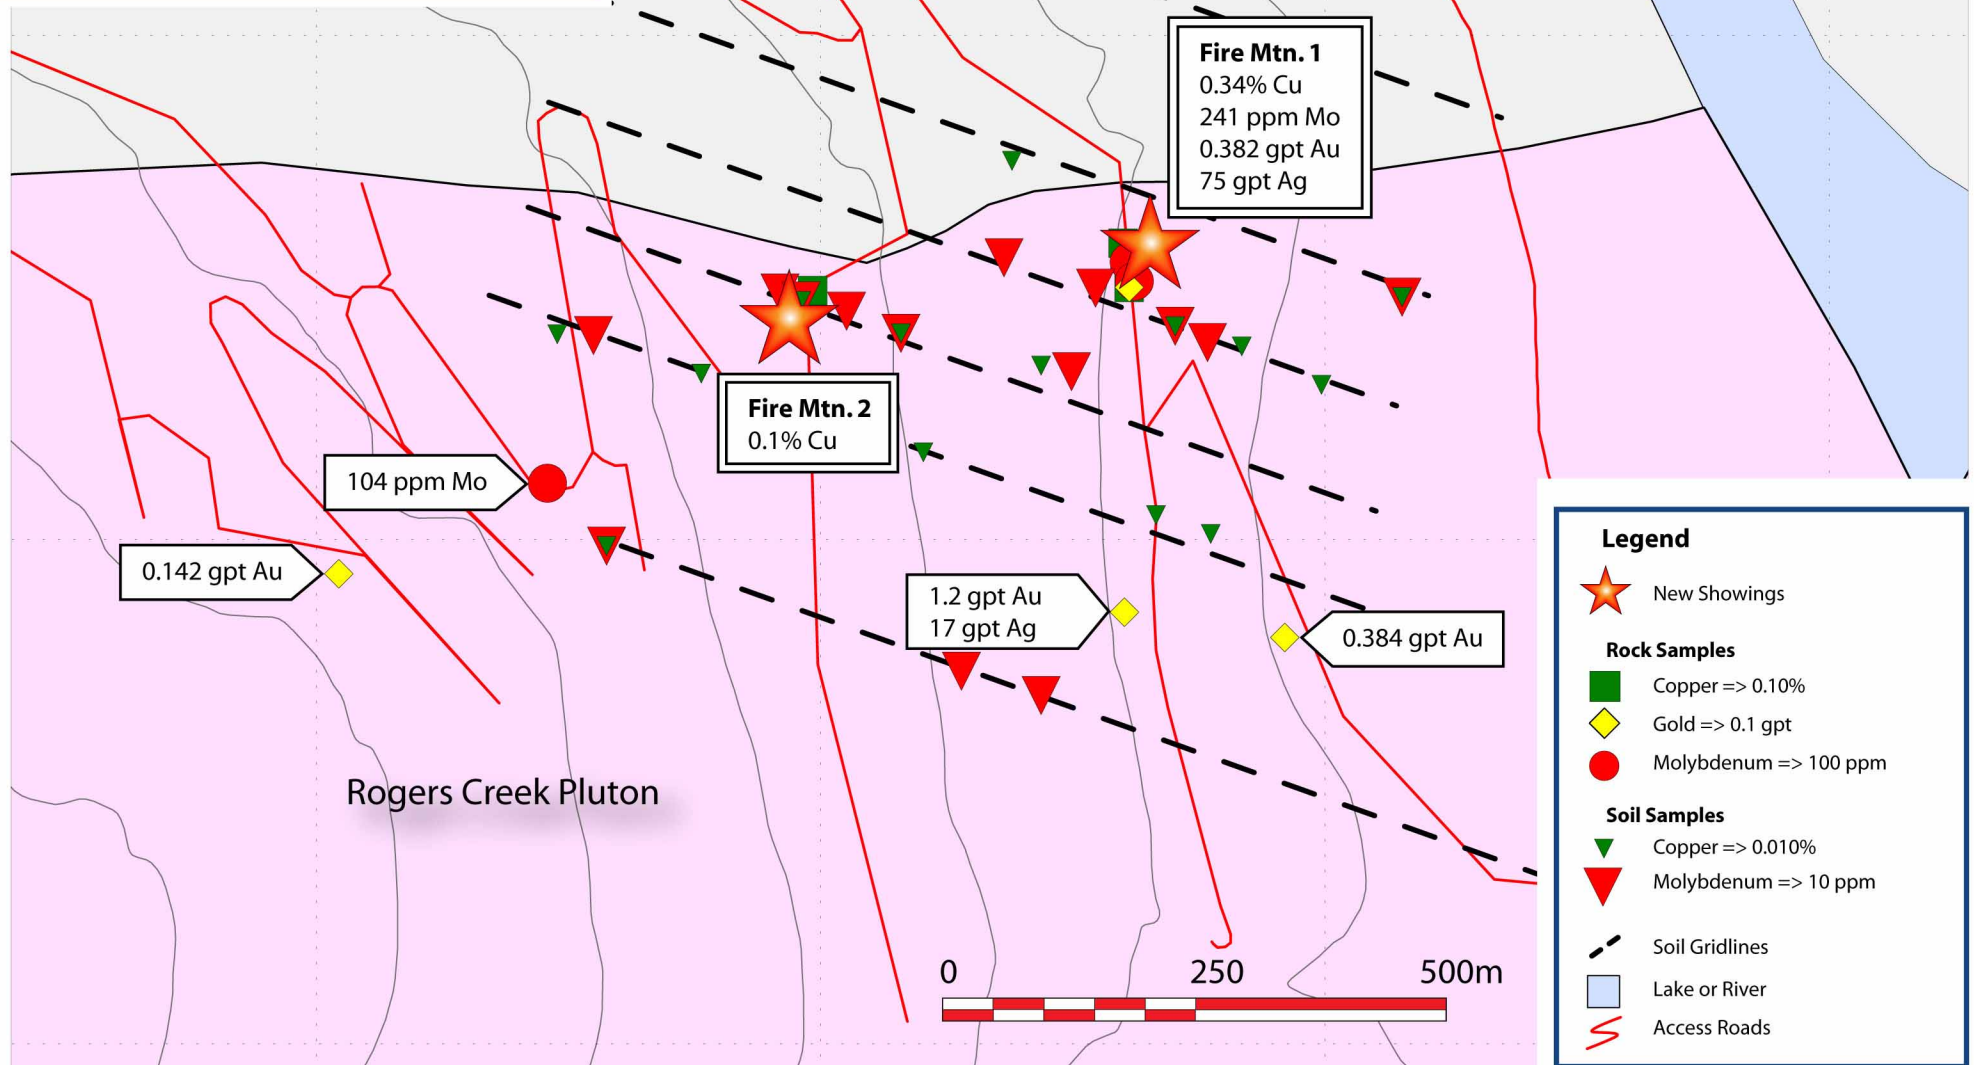 Fire Mtn. 1
0.34% Cu
241 ppm Mo
0.382 gpt Au
75 gpt Ag
Fire Mtn. 2
0.1% Cu
104 ppm Mo
0.142 gpt Au
1.2 gpt Au
17 gpt Ag
0.384 gpt Au
Rogers Creek Pluton
0 250 500m
Legend
New Showings
Rock Samples
Copper => 0.10%
Gold => 0.1 gpt
Molybdenum => 100 ppm
Soil Samples
Copper => 0.010%
Molybdenum => 10 ppm
Soil Gridlines
Lake or River
Access Roads